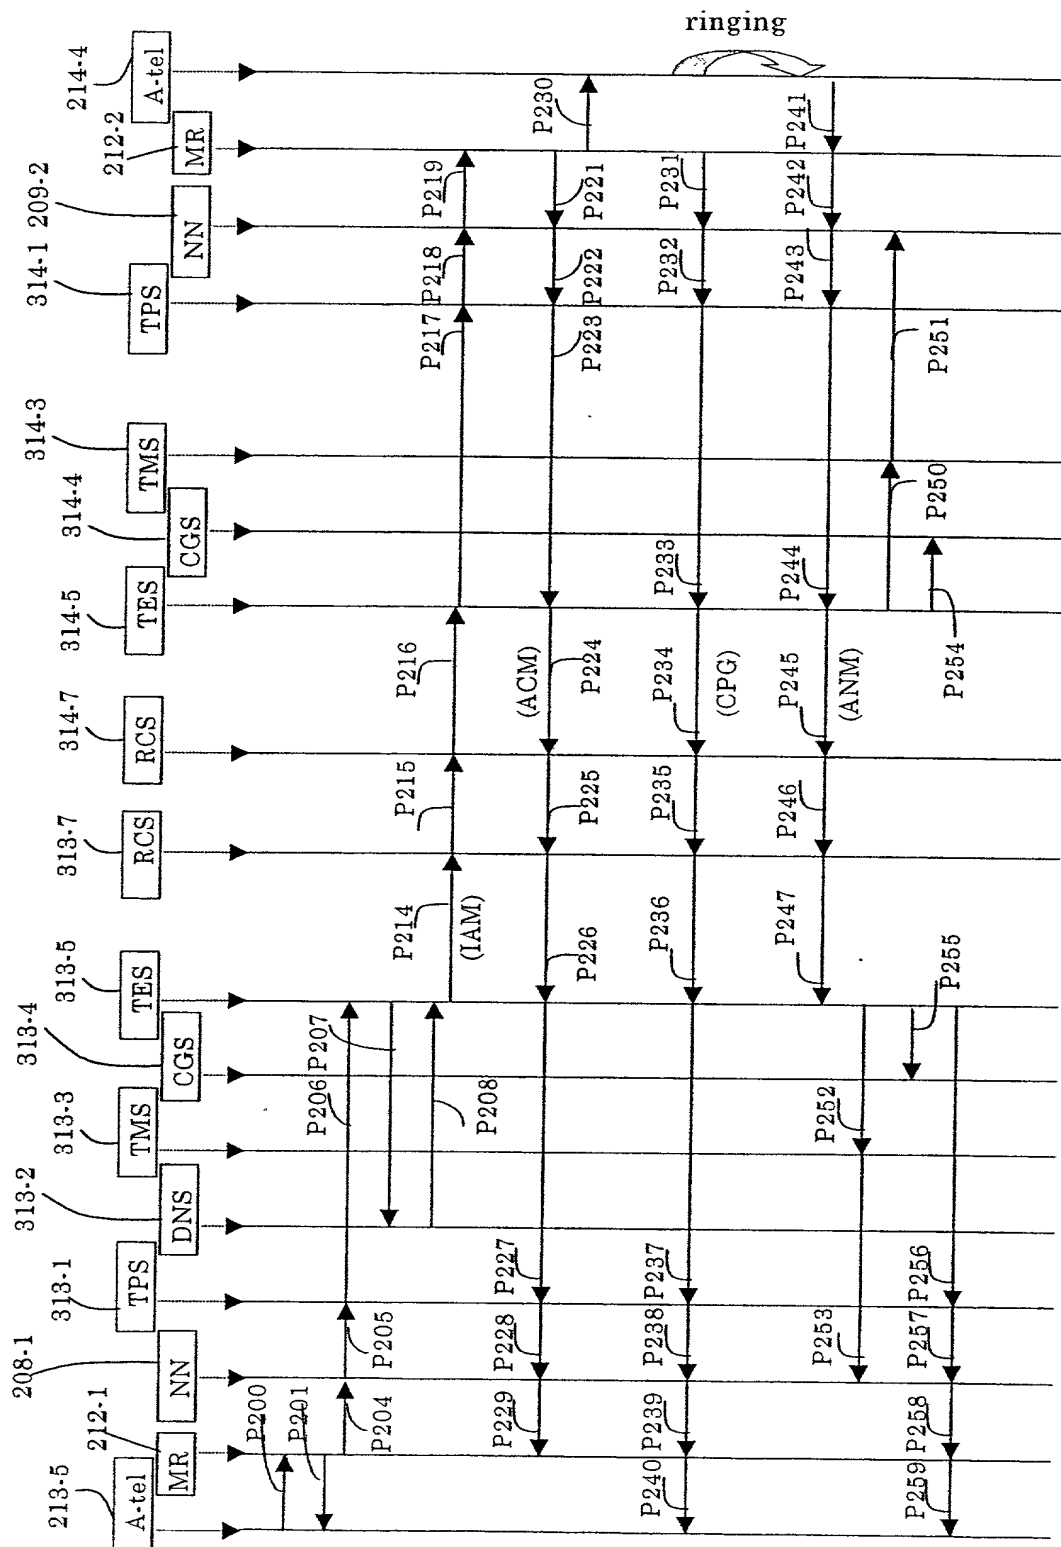 213-5
A-tel
212-1
MR
208-1
NN
313-1
TPS
313-2
DNS
313-3
TMS
313-4
CGS
313-5
TES
313-7
RCS
314-7
RCS
314-5
TES
314-4
CGS
314-3
TMS
314-1
TPS
209-2
NN
212-2
MR
214-4
A-tel
P200
P201
P204
P205
P206
P207
P208
P214
(IAM)
P215
P216
P217
P218
P219
P221
P222
P223
(ACM)
P224
P225
P226
P227
P228
P229
P230
ringing
P231
P232
P233
P234
(CPG)
P235
P236
P237
P238
P239
P240
P241
P242
P243
P244
P245
(ANM)
P246
P247
P250
P251
P252
P253
P254
P255
P256
P257
P258
P259